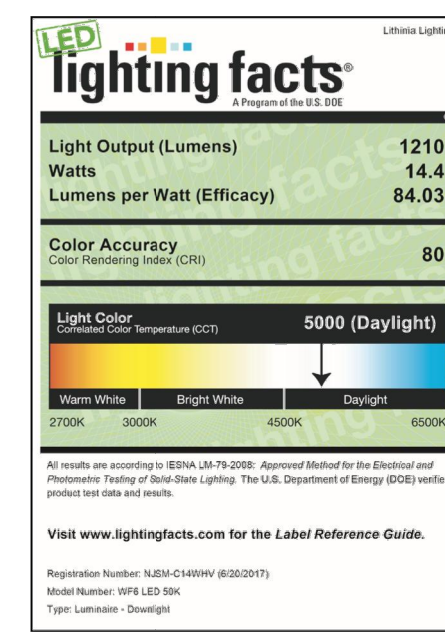 Lithinia Lightin
LED
lighting facts®
A Program of the U.S. DOE
Light Output (Lumens) 1210
Watts 14.4
Lumens per Watt (Efficacy) 84.03
Color Accuracy 80
Color Rendering Index (CRI)
Light Color 5000 (Daylight)
Correlated Color Temperature (CCT)
Warm White Bright White Daylight
2700K 3000K 4500K 6500K
All results are according to IESNA LM-79-2008: Approved Method for the Electrical and
Photometric Testing of Solid-State Lighting. The U.S. Department of Energy (DOE) verifie
product test data and results.
Visit www.lightingfacts.com for the Label Reference Guide.
Registration Number: NJSM-C14WHV (6/20/2017)
Model Number: WF6 LED 50K
Type: Luminaire - Downlight